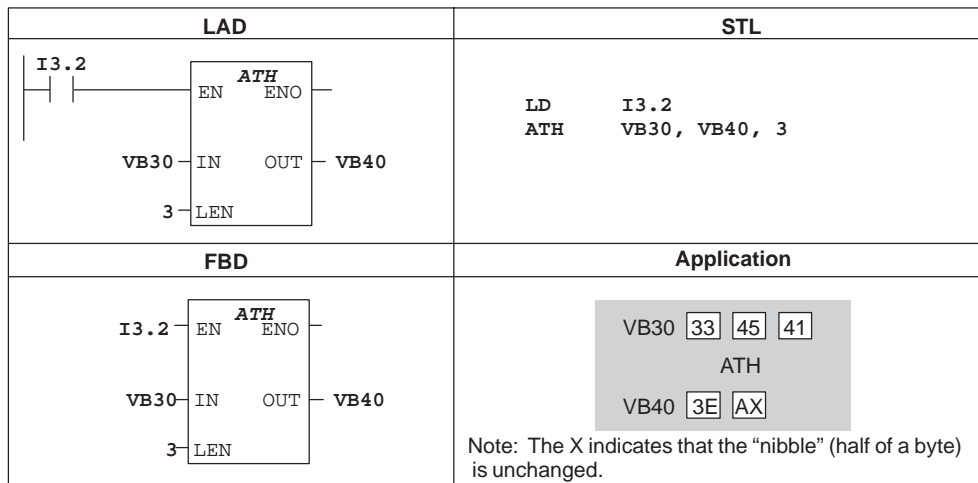 LAD
STL
I3.2
ATH
EN ENO
VB30 IN OUT VB40
3 LEN
LD I3.2
ATH VB30, VB40, 3
FBD
Application
ATH
I3.2 EN ENO
VB30 IN OUT VB40
3 LEN
VB30 33 45 41
ATH
VB40 3E AX
Note: The X indicates that the “nibble” (half of a byte)
is unchanged.